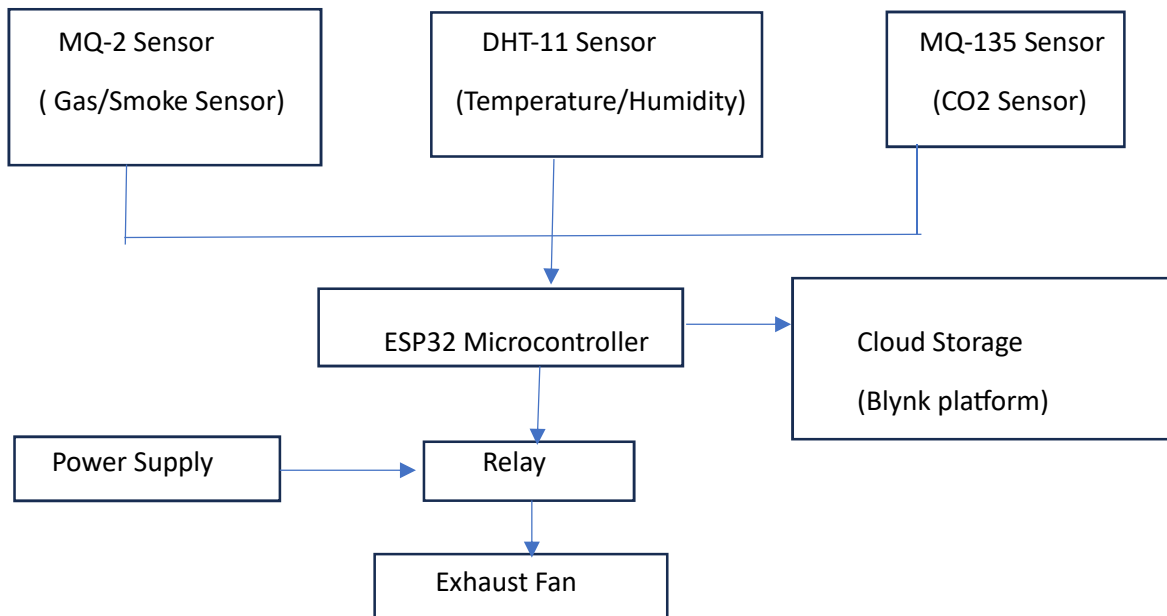 MQ-2 Sensor
( Gas/Smoke Sensor)
DHT-11 Sensor
(Temperature/Humidity)
MQ-135 Sensor
(CO2 Sensor)
ESP32 Microcontroller
Cloud Storage
(Blynk platform)
Power Supply
Relay
Exhaust Fan